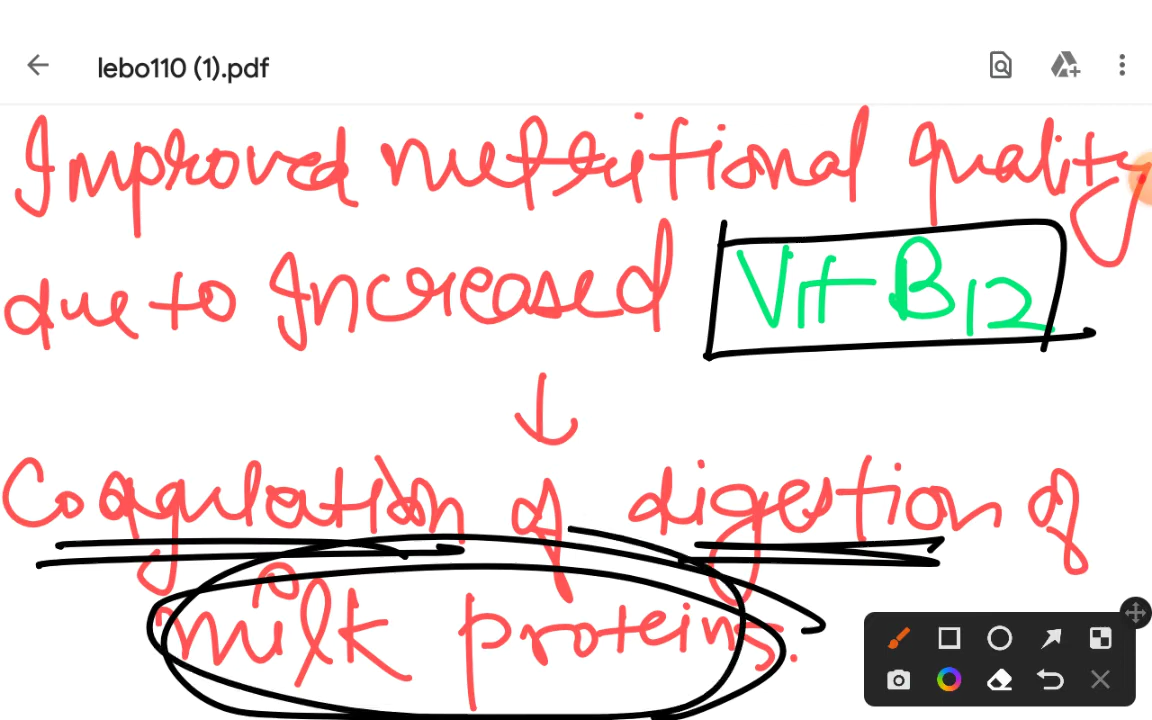 lebo110 (1).pdf
Improved nutritional quality
due to Increased Vit B12
↓
Coagulation of digestion of
milk proteins.